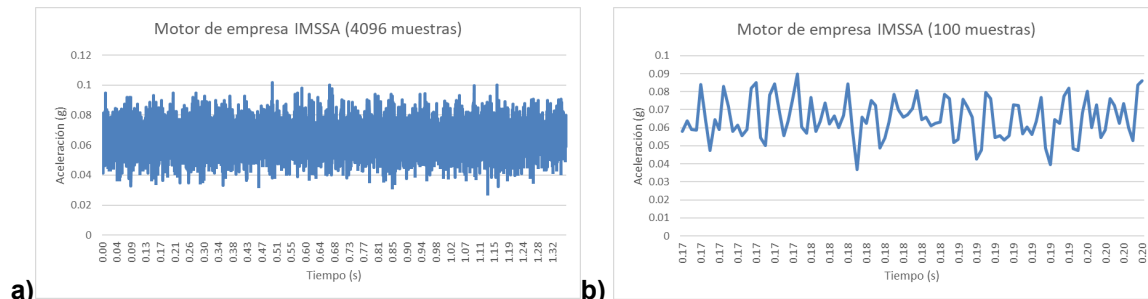 a)
Motor de empresa IMSSA (4096 muestras)
Aceleración (g)
0.12
0.1
0.08
0.06
0.04
0.02
0
0.00 0.04 0.09 0.13 0.17 0.21 0.26 0.30 0.34 0.38 0.43 0.47 0.51 0.55 0.60 0.64 0.68 0.73 0.77 0.81 0.85 0.90 0.94 0.98 1.02 1.07 1.11 1.15 1.19 1.24 1.28 1.32
Tiempo (s)
b)
Motor de empresa IMSSA (100 muestras)
Aceleración (g)
0.1
0.09
0.08
0.07
0.06
0.05
0.04
0.03
0.02
0.01
0
0.17 0.17 0.17 0.17 0.17 0.17 0.17 0.18 0.18 0.18 0.18 0.18 0.18 0.18 0.18 0.19 0.19 0.19 0.19 0.19 0.19 0.19 0.19 0.20 0.20 0.20
Tiempo (s)